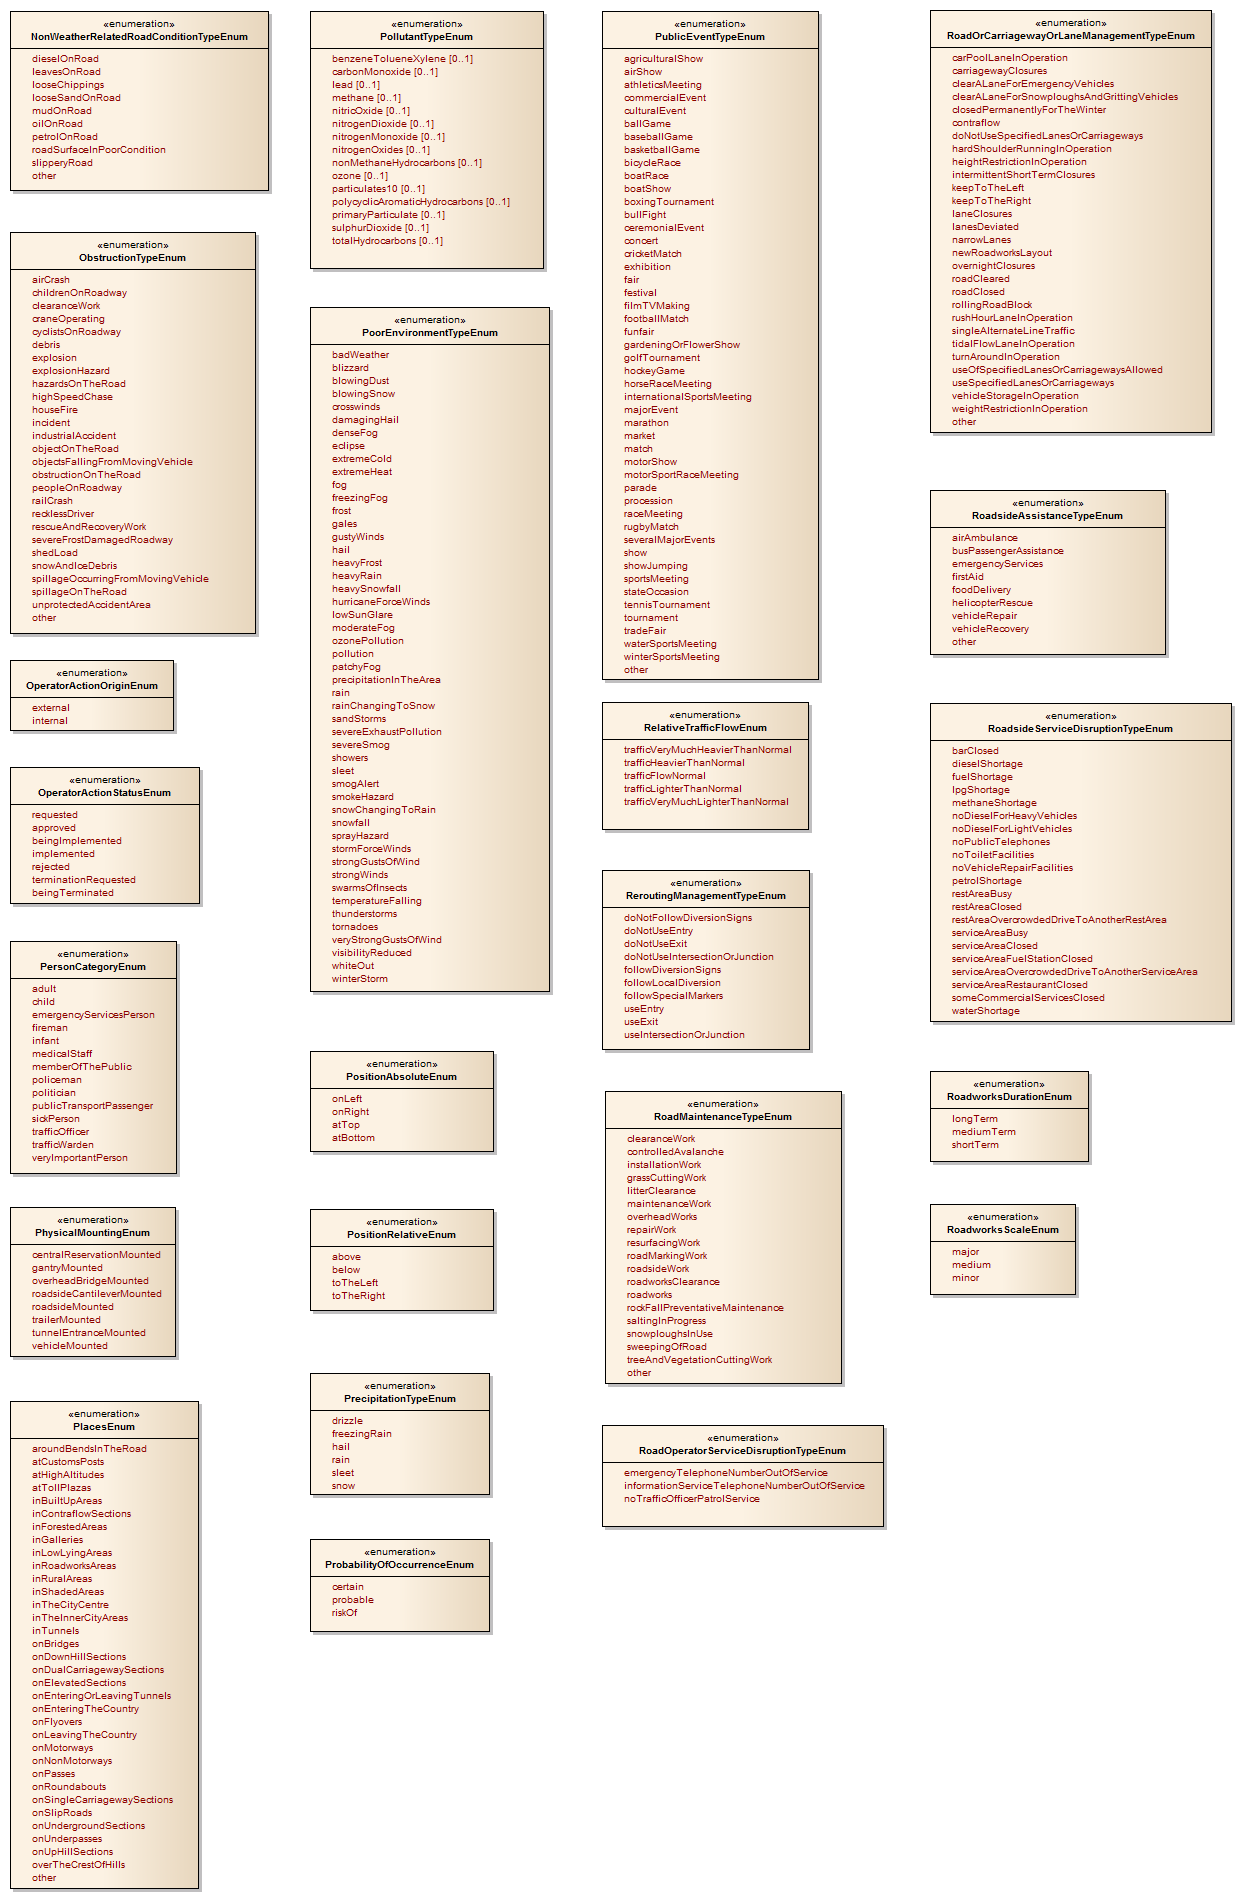 «enumeration»
NonWeatherRelatedRoadConditionTypeEnum
dieselOnRoad
leavesOnRoad
looseChippings
looseSandOnRoad
mudOnRoad
oilOnRoad
petrolOnRoad
roadSurfaceInPoorCondition
slipperyRoad
other
«enumeration»
ObstructionTypeEnum
airCrash
childrenOnRoadway
clearanceWork
craneOperating
cyclistsOnRoadway
debris
explosion
explosionHazard
hazardsOnTheRoad
highSpeedChase
houseFire
incident
industrialAccident
objectOnTheRoad
objectsFallingFromMovingVehicle
obstructionOnTheRoad
peopleOnRoadway
railCrash
recklessDriver
rescueAndRecoveryWork
severeFrostDamagedRoadway
shedLoad
snowAndIceDebris
spillageOccurringFromMovingVehicle
spillageOnTheRoad
unprotectedAccidentArea
other
«enumeration»
OperatorActionOriginEnum
external
internal
«enumeration»
OperatorActionStatusEnum
requested
approved
beingImplemented
implemented
rejected
terminationRequested
beingTerminated
«enumeration»
PersonCategoryEnum
adult
child
emergencyServicesPerson
fireman
infant
medicalStaff
memberOfThePublic
policeman
politician
publicTransportPassenger
sickPerson
trafficOfficer
trafficWarden
veryImportantPerson
«enumeration»
PhysicalMountingEnum
centralReservationMounted
gantryMounted
overheadBridgeMounted
roadsideCantileverMounted
roadsideMounted
trailerMounted
tunnelEntranceMounted
vehicleMounted
«enumeration»
PlacesEnum
aroundBendsInTheRoad
atCustomsPosts
atHighAltitudes
atTollPlazas
inBuiltUpAreas
inContraflowSections
inForestedAreas
inGalleries
inLowLyingAreas
inRoadworksAreas
inRuralAreas
inShadedAreas
inTheCityCentre
inTheInnerCityAreas
inTunnels
onBridges
onDownHillSections
onDualCarriagewaySections
onElevatedSections
onEnteringOrLeavingTunnels
onEnteringTheCountry
onFlyovers
onLeavingTheCountry
onMotorways
onNonMotorways
onPasses
onRoundabouts
onSingleCarriagewaySections
onSlipRoads
onUndergroundSections
onUnderpasses
onUpHillSections
overTheCrestOfHills
other
«enumeration»
PollutantTypeEnum
benzeneTolueneXylene [0..1]
carbonMonoxide [0..1]
lead [0..1]
methane [0..1]
nitricOxide [0..1]
nitrogenDioxide [0..1]
nitrogenMonoxide [0..1]
nitrogenOxides [0..1]
nonMethaneHydrocarbons [0..1]
ozone [0..1]
particulates10 [0..1]
polycyclicAromaticHydrocarbons [0..1]
primaryParticulate [0..1]
sulphurDioxide [0..1]
totalHydrocarbons [0..1]
«enumeration»
PoorEnvironmentTypeEnum
badWeather
blizzard
blowingDust
blowingSnow
crosswinds
damagingHail
denseFog
eclipse
extremeCold
extremeHeat
fog
freezingFog
frost
gales
gustyWinds
hail
heavyFrost
heavyRain
heavySnowfall
hurricaneForceWinds
lowSunGlare
moderateFog
ozonePollution
pollution
patchyFog
precipitationInTheArea
rain
rainChangingToSnow
sandStorms
severeExhaustPollution
severeSmog
showers
sleet
smogAlert
smokeHazard
snowChangingToRain
snowfall
sprayHazard
stormForceWinds
strongGustsOfWind
strongWinds
swarmsOfInsects
temperatureFalling
thunderstorms
tornadoes
veryStrongGustsOfWind
visibilityReduced
whiteOut
winterStorm
«enumeration»
PositionAbsoluteEnum
onLeft
onRight
atTop
atBottom
«enumeration»
PositionRelativeEnum
above
below
toTheLeft
toTheRight
«enumeration»
PrecipitationTypeEnum
drizzle
freezingRain
hail
rain
sleet
snow
«enumeration»
ProbabilityOfOccurrenceEnum
certain
probable
riskOf
«enumeration»
PublicEventTypeEnum
agriculturalShow
airShow
athleticsMeeting
commercialEvent
culturalEvent
ballGame
baseballGame
basketballGame
bicycleRace
boatRace
boatShow
boxingTournament
bullFight
ceremonialEvent
concert
cricketMatch
exhibition
fair
festival
filmTVMaking
footballMatch
funfair
gardeningOrFlowerShow
golfTournament
hockeyGame
horseRaceMeeting
internationalSportsMeeting
majorEvent
marathon
market
match
motorShow
motorSportRaceMeeting
parade
procession
raceMeeting
rugbyMatch
severalMajorEvents
show
showJumping
sportsMeeting
stateOccasion
tennisTournament
tournament
tradeFair
waterSportsMeeting
winterSportsMeeting
other
«enumeration»
RelativeTrafficFlowEnum
trafficVeryMuchHeavierThanNormal
trafficHeavierThanNormal
trafficFlowNormal
trafficLighterThanNormal
trafficVeryMuchLighterThanNormal
«enumeration»
ReroutingManagementTypeEnum
doNotFollowDiversionSigns
doNotUseEntry
doNotUseExit
doNotUseIntersectionOrJunction
followDiversionSigns
followLocalDiversion
followSpecialMarkers
useEntry
useExit
useIntersectionOrJunction
«enumeration»
RoadMaintenanceTypeEnum
clearanceWork
controlledAvalanche
installationWork
grassCuttingWork
litterClearance
maintenanceWork
overheadWorks
repairWork
resurfacingWork
roadMarkingWork
roadsideWork
roadworksClearance
roadworks
rockFallPreventativeMaintenance
saltingInProgress
snowploughsInUse
sweepingOfRoad
treeAndVegetationCuttingWork
other
«enumeration»
RoadOperatorServiceDisruptionTypeEnum
emergencyTelephoneNumberOutOfService
informationServiceTelephoneNumberOutOfService
noTrafficOfficerPatrolService
«enumeration»
RoadOrCarriagewayOrLaneManagementTypeEnum
carPoolLaneInOperation
carriagewayClosures
clearALaneForEmergencyVehicles
clearALaneForSnowploughsAndGrittingVehicles
closedPermanentlyForTheWinter
contraflow
doNotUseSpecifiedLanesOrCarriageways
hardShoulderRunningInOperation
heightRestrictionInOperation
intermittentShortTermClosures
keepToTheLeft
keepToTheRight
laneClosures
lanesDeviated
narrowLanes
newRoadworksLayout
overnightClosures
roadCleared
roadClosed
rollingRoadBlock
rushHourLaneInOperation
singleAlternateLineTraffic
tidalFlowLaneInOperation
turnAroundInOperation
useOfSpecifiedLanesOrCarriagewaysAllowed
useSpecifiedLanesOrCarriageways
vehicleStorageInOperation
weightRestrictionInOperation
other
«enumeration»
RoadsideAssistanceTypeEnum
airAmbulance
busPassengerAssistance
emergencyServices
firstAid
foodDelivery
helicopterRescue
vehicleRepair
vehicleRecovery
other
«enumeration»
RoadsideServiceDisruptionTypeEnum
barClosed
dieselShortage
fuelShortage
lpgShortage
methaneShortage
noDieselForHeavyVehicles
noDieselForLightVehicles
noPublicTelephones
noToiletFacilities
noVehicleRepairFacilities
petrolShortage
restAreaBusy
restAreaClosed
restAreaOvercrowdedDriveToAnotherRestArea
serviceAreaBusy
serviceAreaClosed
serviceAreaFuelStationClosed
serviceAreaOvercrowdedDriveToAnotherServiceArea
serviceAreaRestaurantClosed
someCommercialServicesClosed
waterShortage
«enumeration»
RoadworksDurationEnum
longTerm
mediumTerm
shortTerm
«enumeration»
RoadworksScaleEnum
major
medium
minor